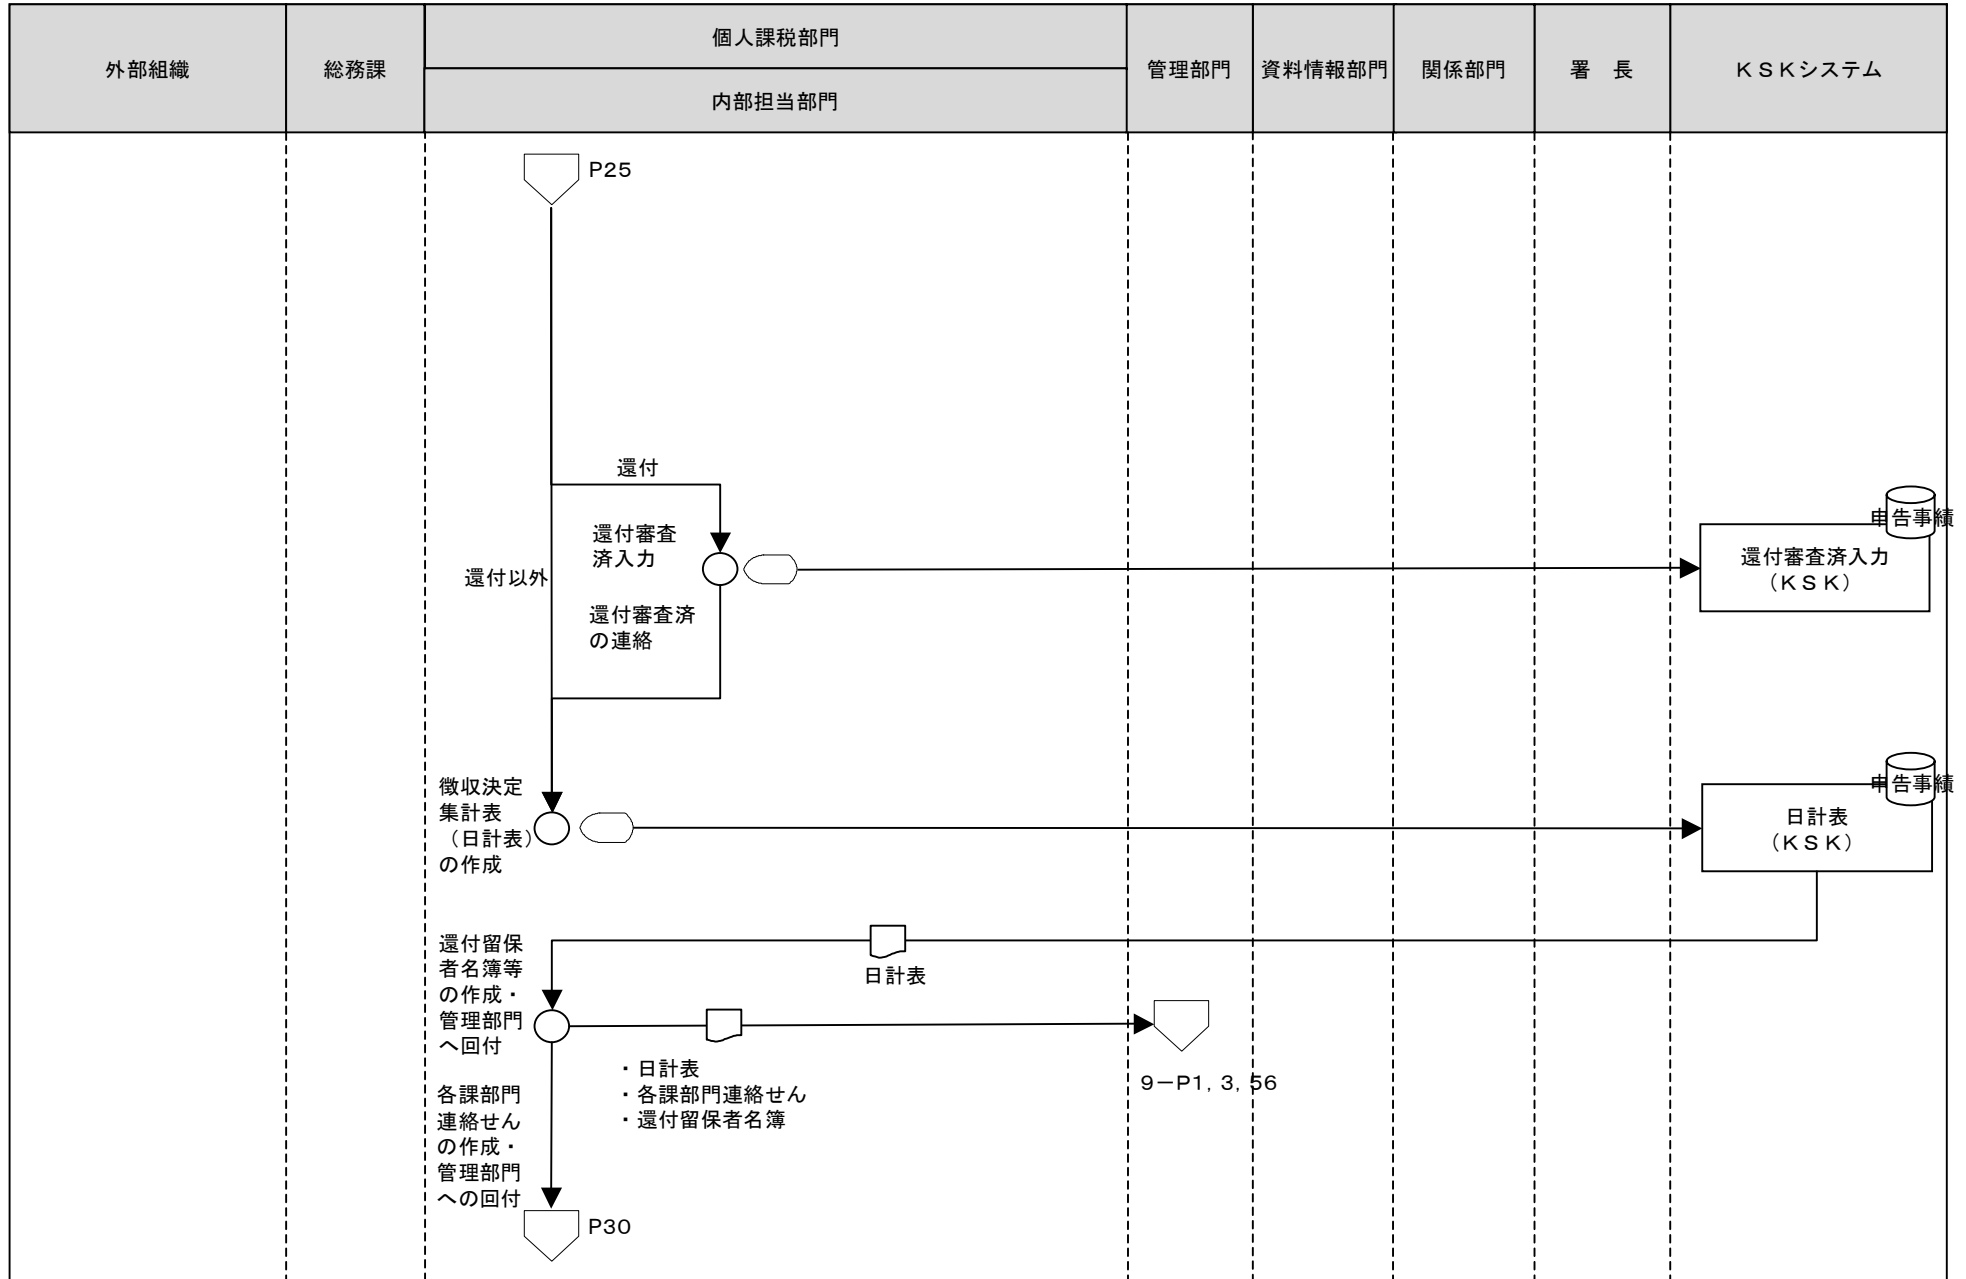 外部組織
総務課
個人課税部門
内部担当部門
管理部門
資料情報部門
関係部門
署　長
ＫＳＫシステム
P25
還付
還付審査
済入力
還付以外
還付審査済
の連絡
申告事績
還付審査済入力
（ＫＳＫ）
徴収決定
集計表
（日計表）
の作成
申告事績
日計表
（ＫＳＫ）
還付留保
者名簿等
の作成・
管理部門
へ回付
日計表
・日計表
・各課部門連絡せん
・還付留保者名簿
9－P1, 3, 56
各課部門
連絡せん
の作成・
管理部門
への回付
P30